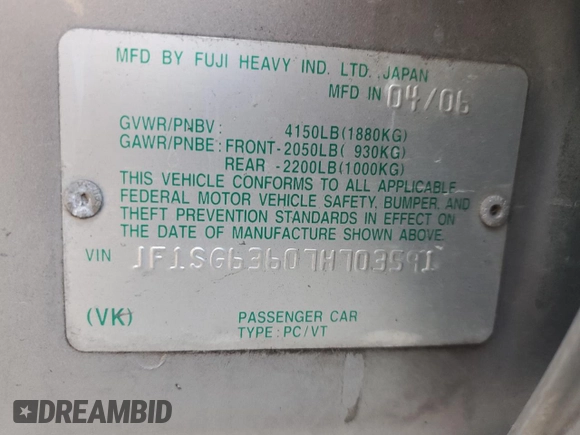 MFD BY FUJI HEAVY IND. LTD. JAPAN
MFD IN 04/06
GVWR/PNBV: 4150LB(1880KG)
GAWR/PNBE: FRONT-2050LB( 930KG)
REAR -2200LB(1000KG)
THIS VEHICLE CONFORMS TO ALL APPLICABLE
FEDERAL MOTOR VEHICLE SAFETY, BUMPER, AND
THEFT PREVENTION STANDARDS IN EFFECT ON
THE DATE OF MANUFACTURE SHOWN ABOVE.
VIN JF1SG63607H703591
(VK) PASSENGER CAR
TYPE: PC/VT
DREAMBID